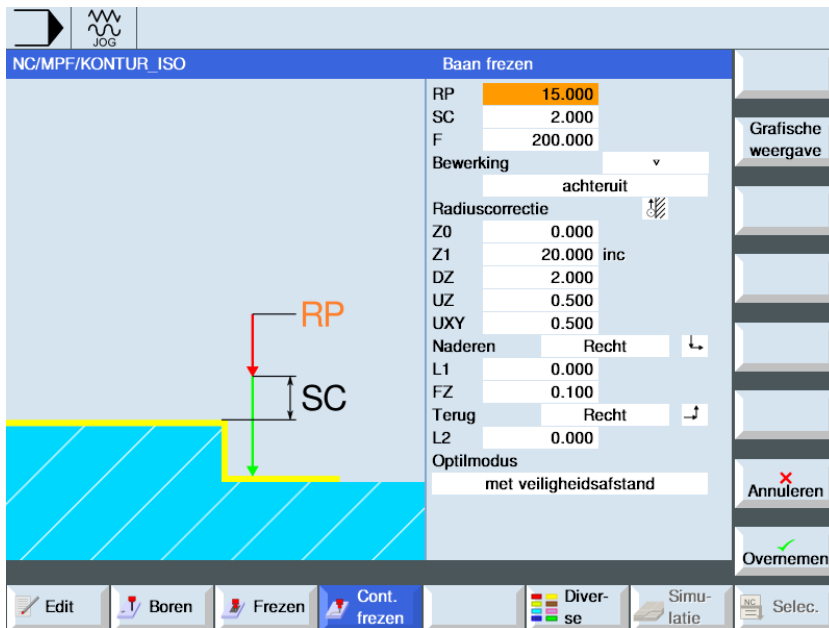 JOG
NC/MPF/KONTUR_ISO
Baan frezen
RP 15.000
SC 2.000
F 200.000
Bewerking v
achteruit
Radiuscorrectie
Z0 0.000
Z1 20.000 inc
DZ 2.000
UZ 0.500
UXY 0.500
Naderen Recht
L1 0.000
FZ 0.100
Terug Recht
L2 0.000
Optilmodus
met veiligheidsafstand
RP
SC
Grafische
weergave
Annuleren
Overnemen
Edit
Boren
Frezen
Cont.
frezen
Diver-
se
Simu-
latie
NC
Selec.